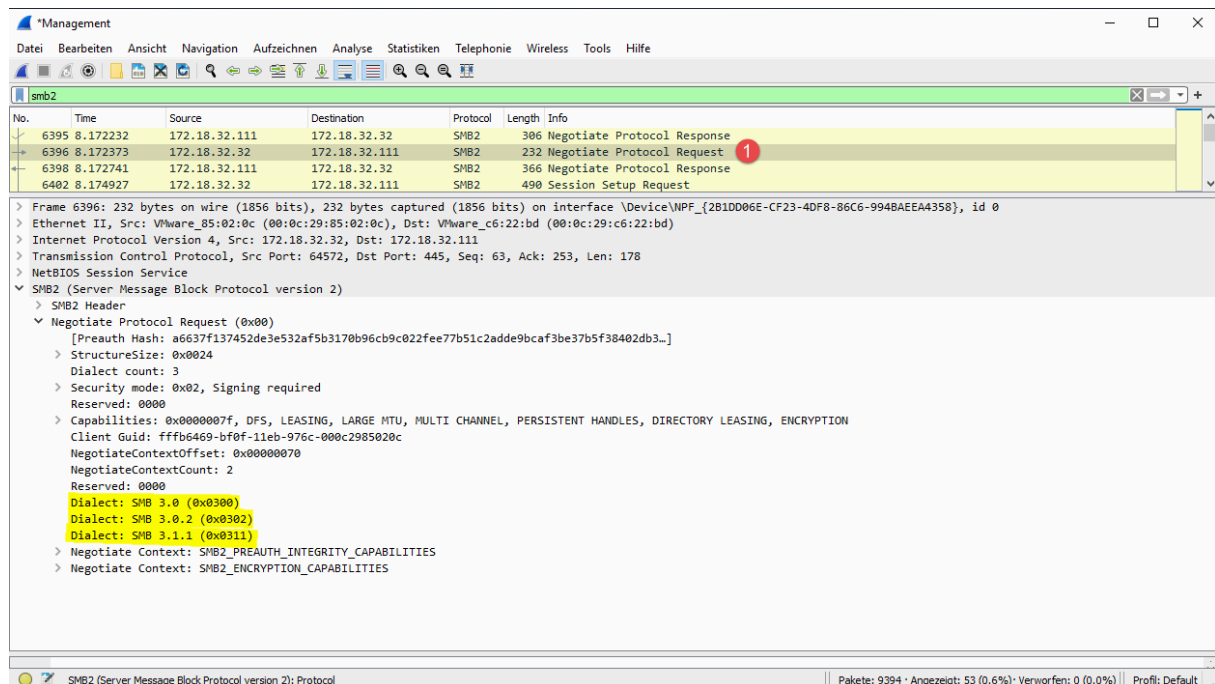 *Management
Datei Bearbeiten Ansicht Navigation Aufzeichnen Analyse Statistiken Telephonie Wireless Tools Hilfe
smb2
No. Time Source Destination Protocol Length Info
6395 8.172232 172.18.32.111 172.18.32.32 SMB2 306 Negotiate Protocol Response
6396 8.172373 172.18.32.32 172.18.32.111 SMB2 232 Negotiate Protocol Request 1
6398 8.172741 172.18.32.111 172.18.32.32 SMB2 366 Negotiate Protocol Response
6402 8.174927 172.18.32.32 172.18.32.111 SMB2 490 Session Setup Request
> Frame 6396: 232 bytes on wire (1856 bits), 232 bytes captured (1856 bits) on interface \Device\NPF_{2B1DD06E-CF23-4DF8-86C6-994BAEEA4358}, id 0
> Ethernet II, Src: VMware_85:02:0c (00:0c:29:85:02:0c), Dst: VMware_c6:22:bd (00:0c:29:c6:22:bd)
> Internet Protocol Version 4, Src: 172.18.32.32, Dst: 172.18.32.111
> Transmission Control Protocol, Src Port: 64572, Dst Port: 445, Seq: 63, Ack: 253, Len: 178
> NetBIOS Session Service
SMB2 (Server Message Block Protocol version 2)
> SMB2 Header
Negotiate Protocol Request (0x00)
[Preauth Hash: a6637f137452de3e532af5b3170b96cb9c022fee77b51c2adde9bcaf3be37b5f38402db3…]
> StructureSize: 0x0024
Dialect count: 3
> Security mode: 0x02, Signing required
Reserved: 0000
> Capabilities: 0x0000007f, DFS, LEASING, LARGE MTU, MULTI CHANNEL, PERSISTENT HANDLES, DIRECTORY LEASING, ENCRYPTION
Client Guid: fffb6469-bf0f-11eb-976c-000c2985020c
NegotiateContextOffset: 0x00000070
NegotiateContextCount: 2
Reserved: 0000
Dialect: SMB 3.0 (0x0300)
Dialect: SMB 3.0.2 (0x0302)
Dialect: SMB 3.1.1 (0x0311)
> Negotiate Context: SMB2_PREAUTH_INTEGRITY_CAPABILITIES
> Negotiate Context: SMB2_ENCRYPTION_CAPABILITIES
SMB2 (Server Message Block Protocol version 2): Protocol Pakete: 9394 · Angezeigt: 53 (0.6%) · Verworfen: 0 (0.0%) Profil: Default